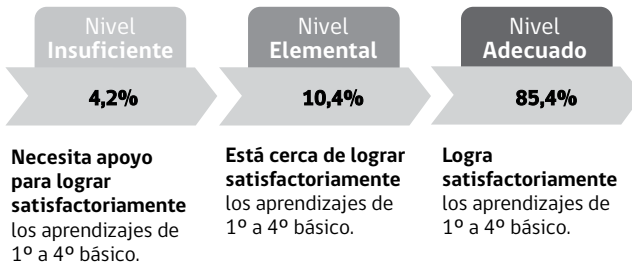 Nivel
Insuficiente
4,2%
Necesita apoyo
para lograr
satisfactoriamente
los aprendizajes de
1º a 4º básico.
Nivel
Elemental
10,4%
Está cerca de lograr
satisfactoriamente
los aprendizajes de
1º a 4º básico.
Nivel
Adecuado
85,4%
Logra
satisfactoriamente
los aprendizajes de
1º a 4º básico.